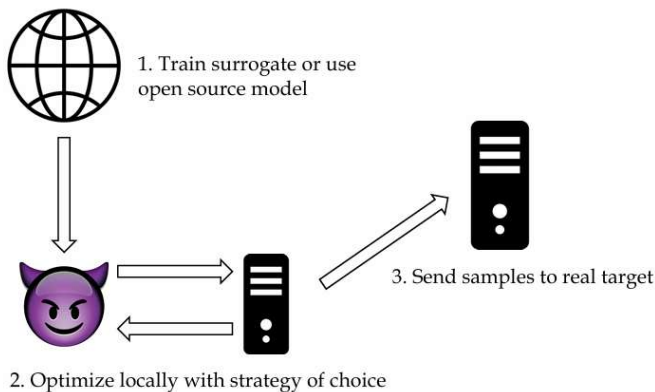 1. Train surrogate or use
open source model
3. Send samples to real target
2. Optimize locally with strategy of choice